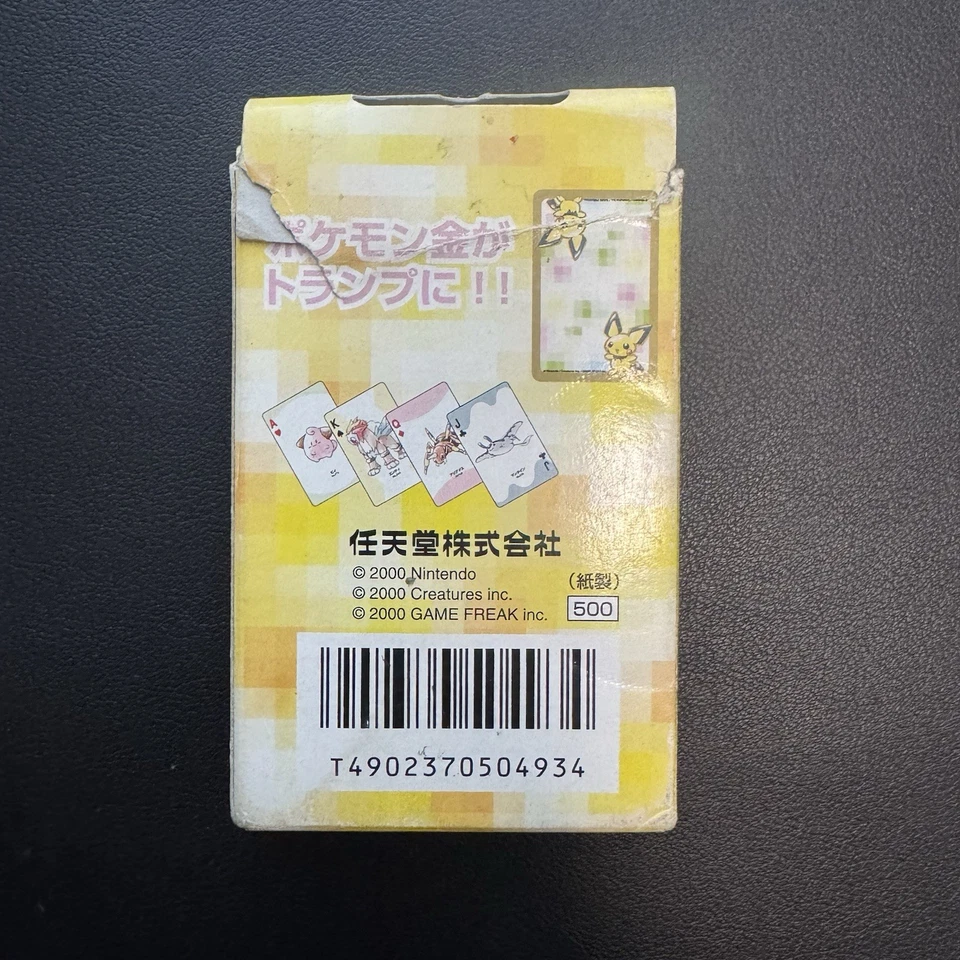 ポケモン金が
トランプに!!
A
K
Q
J
J
任天堂株式会社
© 2000 Nintendo
© 2000 Creatures inc.
© 2000 GAME FREAK inc.
(紙製)
500
T4902370504934